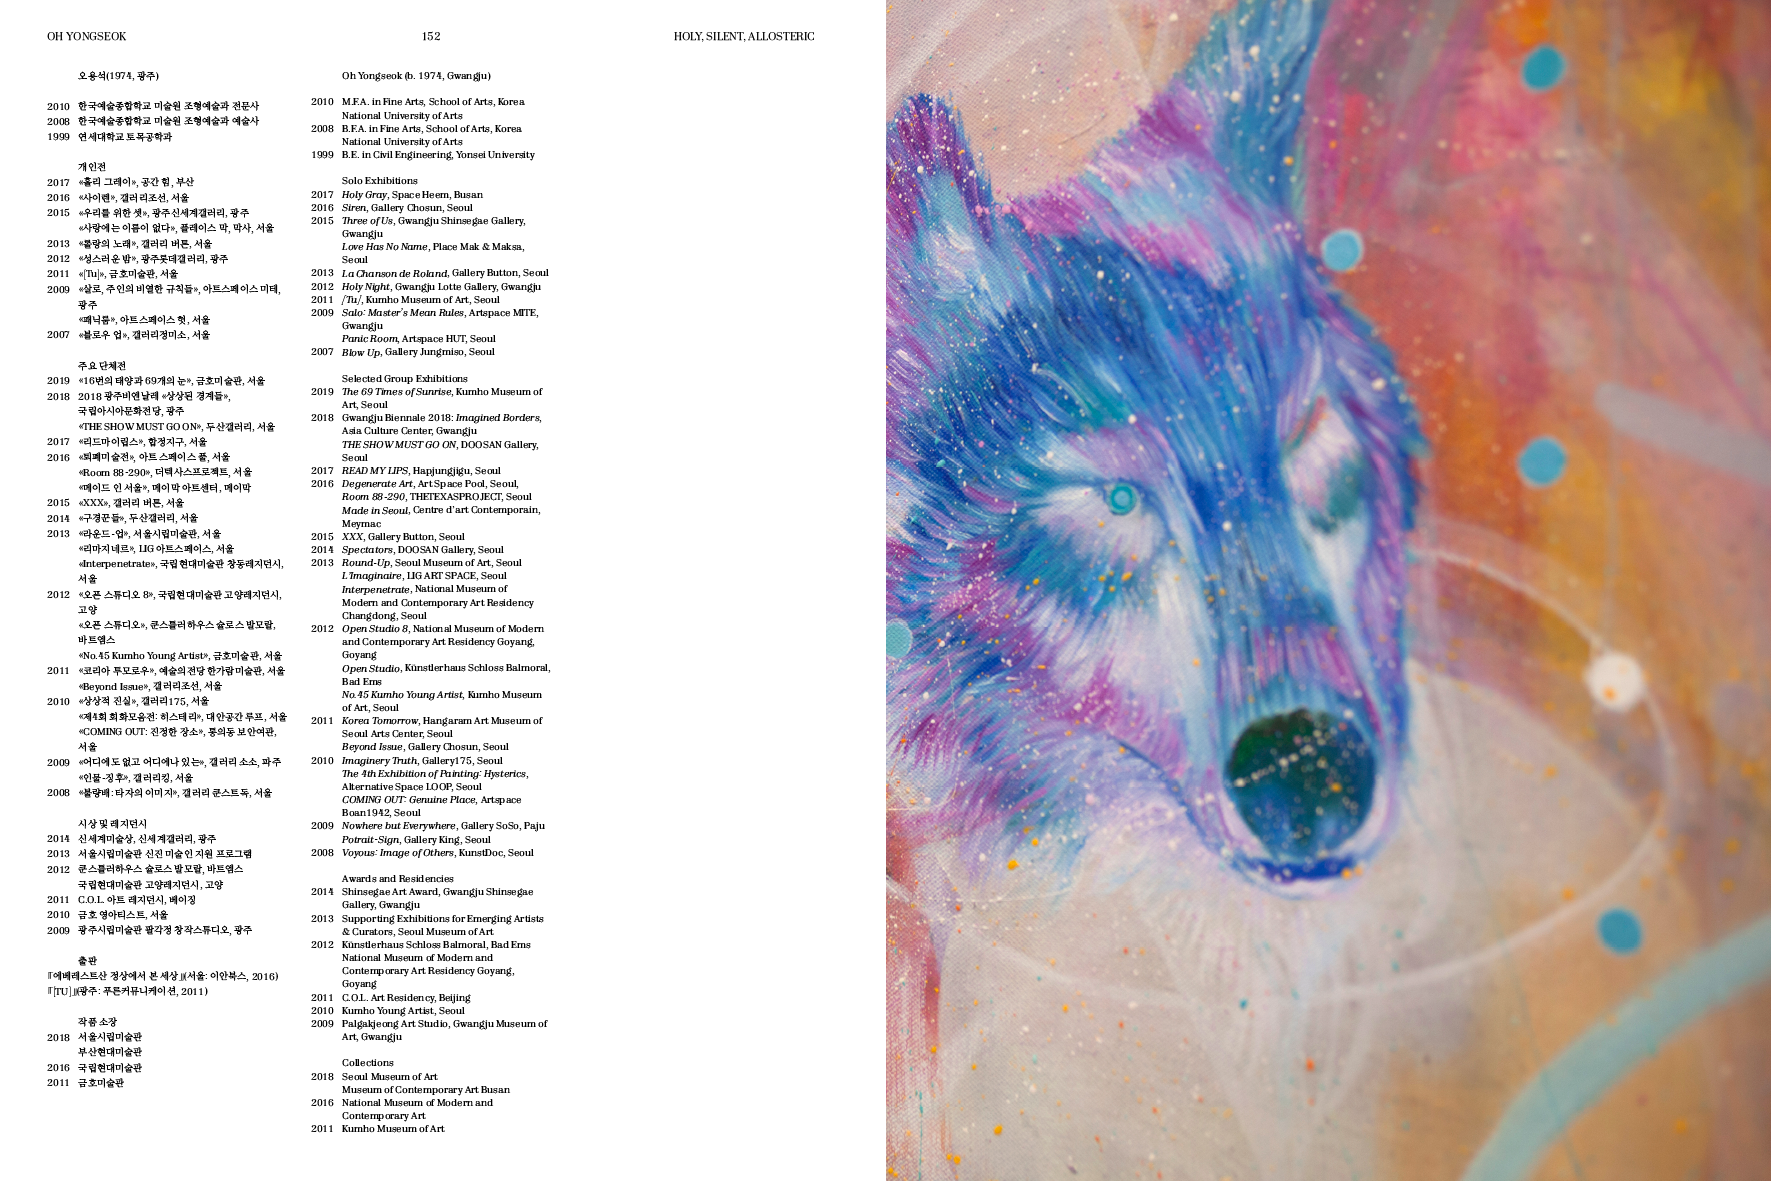 OH YONGSEOK
152
HOLY, SILENT, ALLOSTERIC
오용석(1974, 광주)
2010 한국예술종합학교 미술원 조형예술과 전문사
2008 한국예술종합학교 미술원 조형예술과 예술사
1999 연세대학교 토목공학과
개인전
2017 «홀리 그레이», 공간 힘, 부산
2016 «사이렌», 갤러리조선, 서울
2015 «우리를 위한 셋», 광주신세계갤러리, 광주
«사랑에는 이름이 없다», 플레이스 막, 막사, 서울
2013 «롤랑의 노래», 갤러리 버튼, 서울
2012 «성스러운 밤», 광주롯데갤러리, 광주
2011 «[Tu]», 금호미술관, 서울
2009 «살로, 주인의 비열한 규칙들», 아트스페이스 미테,
광주
«패닉룸», 아트스페이스 헛, 서울
2007 «블로우 업», 갤러리정미소, 서울
주요 단체전
2019 «16번의 태양과 69개의 눈», 금호미술관, 서울
2018 2018 광주비엔날레 «상상된 경계들»,
국립아시아문화전당, 광주
«THE SHOW MUST GO ON», 두산갤러리, 서울
2017 «리드마이립스», 합정지구, 서울
2016 «퇴폐미술전», 아트 스페이스 풀, 서울
«Room 88-290», 더텍사스프로젝트, 서울
«메이드 인 서울», 메이막 아트센터, 메이막
2015 «XXX», 갤러리 버튼, 서울
2014 «구경꾼들», 두산갤러리, 서울
2013 «라운드-업», 서울시립미술관, 서울
«리마지네르», LIG 아트스페이스, 서울
«Interpenetrate», 국립현대미술관 창동레지던시,
서울
2012 «오픈 스튜디오 8», 국립현대미술관 고양레지던시,
고양
«오픈 스튜디오», 쿤스틀러하우스 슐로스 발모랄,
바트엠스
«No.45 Kumho Young Artist», 금호미술관, 서울
2011 «코리아 투모로우», 예술의전당 한가람미술관, 서울
«Beyond Issue», 갤러리조선, 서울
2010 «상상적 진실», 갤러리175, 서울
«제4회 회화모음전: 히스테리», 대안공간 루프, 서울
«COMING OUT: 진정한 장소», 통의동 보안여관,
서울
2009 «어디에도 없고 어디에나 있는», 갤러리 소소, 파주
«인물-징후», 갤러리킹, 서울
2008 «불량배: 타자의 이미지», 갤러리 쿤스트독, 서울
시상 및 레지던시
2014 신세계미술상, 신세계갤러리, 광주
2013 서울시립미술관 신진 미술인 지원 프로그램
2012 쿤스틀러하우스 슐로스 발모랄, 바트엠스
국립현대미술관 고양레지던시, 고양
2011 C.O.L. 아트 레지던시, 베이징
2010 금호 영아티스트, 서울
2009 광주시립미술관 팔각정 창작스튜디오, 광주
출판
『에베레스트산 정상에서 본 세상』(서울: 이안북스, 2016)
『[TU]』(광주: 푸른커뮤니케이션, 2011)
작품 소장
2018 서울시립미술관
부산현대미술관
2016 국립현대미술관
2011 금호미술관
Oh Yongseok (b. 1974, Gwangju)
2010 M.F.A. in Fine Arts, School of Arts, Korea
National University of Arts
2008 B.F.A. in Fine Arts, School of Arts, Korea
National University of Arts
1999 B.E. in Civil Engineering, Yonsei University
Solo Exhibitions
2017 Holy Gray, Space Heem, Busan
2016 Siren, Gallery Chosun, Seoul
2015 Three of Us, Gwangju Shinsegae Gallery,
Gwangju
Love Has No Name, Place Mak & Maksa,
Seoul
2013 La Chanson de Roland, Gallery Button, Seoul
2012 Holy Night, Gwangju Lotte Gallery, Gwangju
2011 /Tu/, Kumho Museum of Art, Seoul
2009 Salo: Master's Mean Rules, Artspace MITE,
Gwangju
Panic Room, Artspace HUT, Seoul
2007 Blow Up, Gallery Jungmiso, Seoul
Selected Group Exhibitions
2019 The 69 Times of Sunrise, Kumho Museum of
Art, Seoul
2018 Gwangju Biennale 2018: Imagined Borders,
Asia Culture Center, Gwangju
THE SHOW MUST GO ON, DOOSAN Gallery,
Seoul
2017 READ MY LIPS, Hapjungjigu, Seoul
2016 Degenerate Art, Art Space Pool, Seoul,
Room 88-290, THETEXASPROJECT, Seoul
Made in Seoul, Centre d'art Contemporain,
Meymac
2015 XXX, Gallery Button, Seoul
2014 Spectators, DOOSAN Gallery, Seoul
2013 Round-Up, Seoul Museum of Art, Seoul
L'Imaginaire, LIG ART SPACE, Seoul
Interpenetrate, National Museum of
Modern and Contemporary Art Residency
Changdong, Seoul
2012 Open Studio 8, National Museum of Modern
and Contemporary Art Residency Goyang,
Goyang
Open Studio, Künstlerhaus Schloss Balmoral,
Bad Ems
No.45 Kumho Young Artist, Kumho Museum
of Art, Seoul
2011 Korea Tomorrow, Hangaram Art Museum of
Seoul Arts Center, Seoul
Beyond Issue, Gallery Chosun, Seoul
2010 Imaginery Truth, Gallery175, Seoul
The 4th Exhibition of Painting: Hysterics,
Alternative Space LOOP, Seoul
COMING OUT: Genuine Place, Artspace
Boan1942, Seoul
2009 Nowhere but Everywhere, Gallery SoSo, Paju
Potrait-Sign, Gallery King, Seoul
2008 Voyous: Image of Others, KunstDoc, Seoul
Awards and Residencies
2014 Shinsegae Art Award, Gwangju Shinsegae
Gallery, Gwangju
2013 Supporting Exhibitions for Emerging Artists
& Curators, Seoul Museum of Art
2012 Künstlerhaus Schloss Balmoral, Bad Ems
National Museum of Modern and
Contemporary Art Residency Goyang,
Goyang
2011 C.O.L. Art Residency, Beijing
2010 Kumho Young Artist, Seoul
2009 Palgakjeong Art Studio, Gwangju Museum of
Art, Gwangju
Collections
2018 Seoul Museum of Art
Museum of Contemporary Art Busan
2016 National Museum of Modern and
Contemporary Art
2011 Kumho Museum of Art